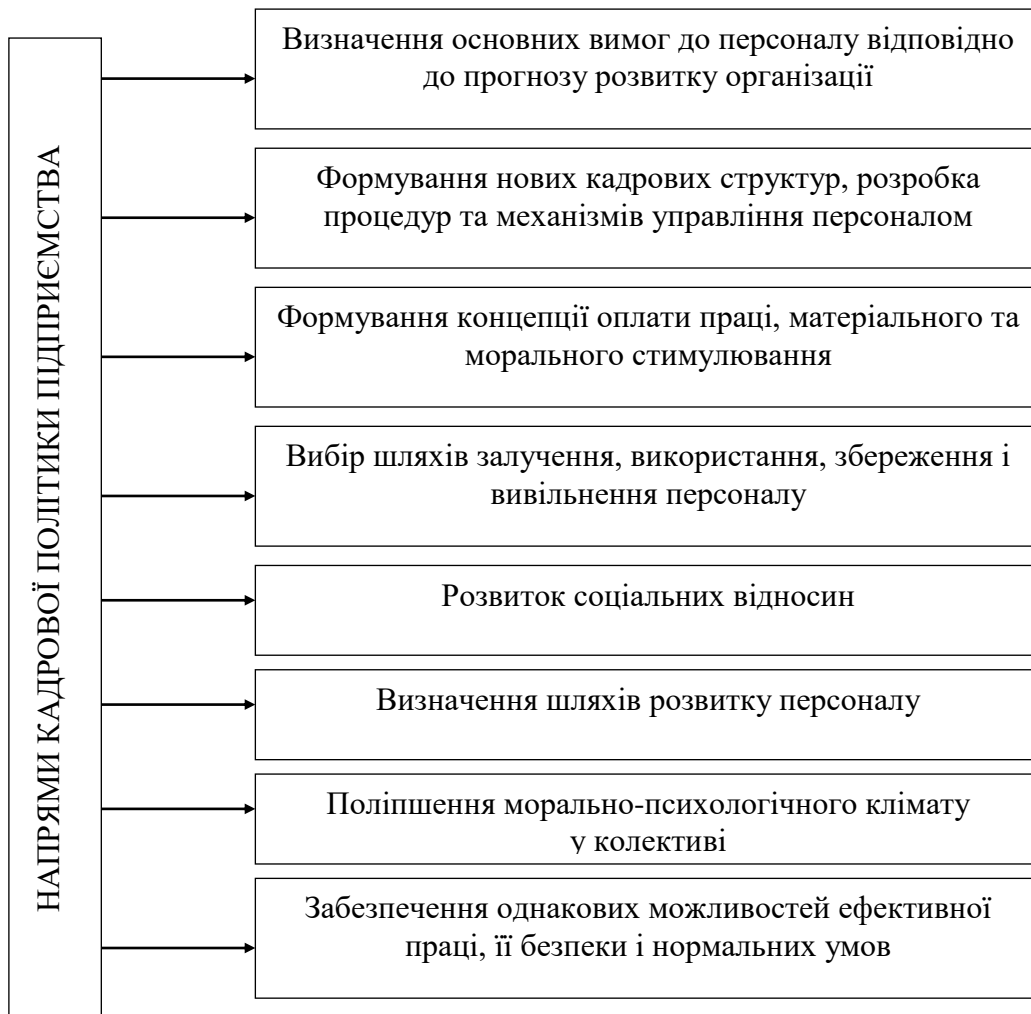 НАПРЯМИ КАДРОВОЇ ПОЛІТИКИ ПІДПРИЄМСТВА
Визначення основних вимог до персоналу відповідно
до прогнозу розвитку організації
Формування нових кадрових структур, розробка
процедур та механізмів управління персоналом
Формування концепції оплати праці, матеріального та
морального стимулювання
Вибір шляхів залучення, використання, збереження і
вивільнення персоналу
Розвиток соціальних відносин
Визначення шляхів розвитку персоналу
Поліпшення морально-психологічного клімату
у колективі
Забезпечення однакових можливостей ефективної
праці, її безпеки і нормальних умов